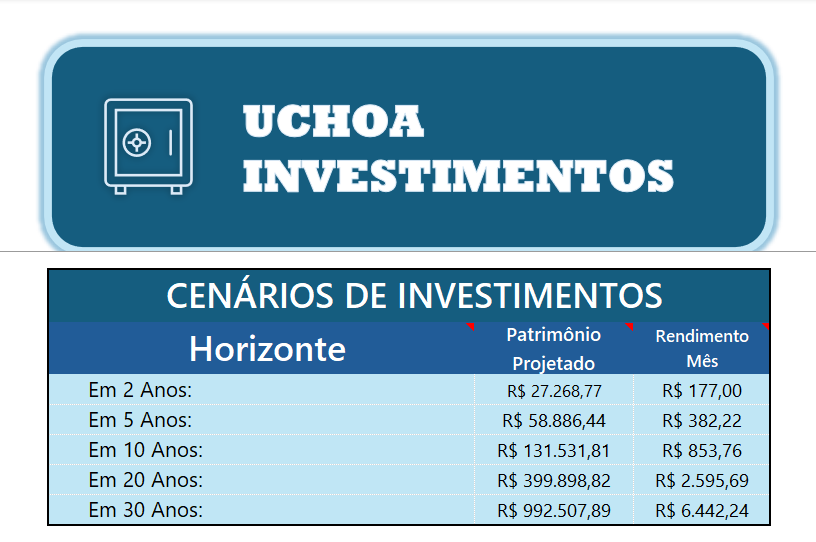 UCHOA
INVESTIMENTOS
CENÁRIOS DE INVESTIMENTOS
Horizonte
Patrimônio
Projetado
Rendimento
Mês
Em 2 Anos: R$ 27.268,77 R$ 177,00
Em 5 Anos: R$ 58.886,44 R$ 382,22
Em 10 Anos: R$ 131.531,81 R$ 853,76
Em 20 Anos: R$ 399.898,82 R$ 2.595,69
Em 30 Anos: R$ 992.507,89 R$ 6.442,24